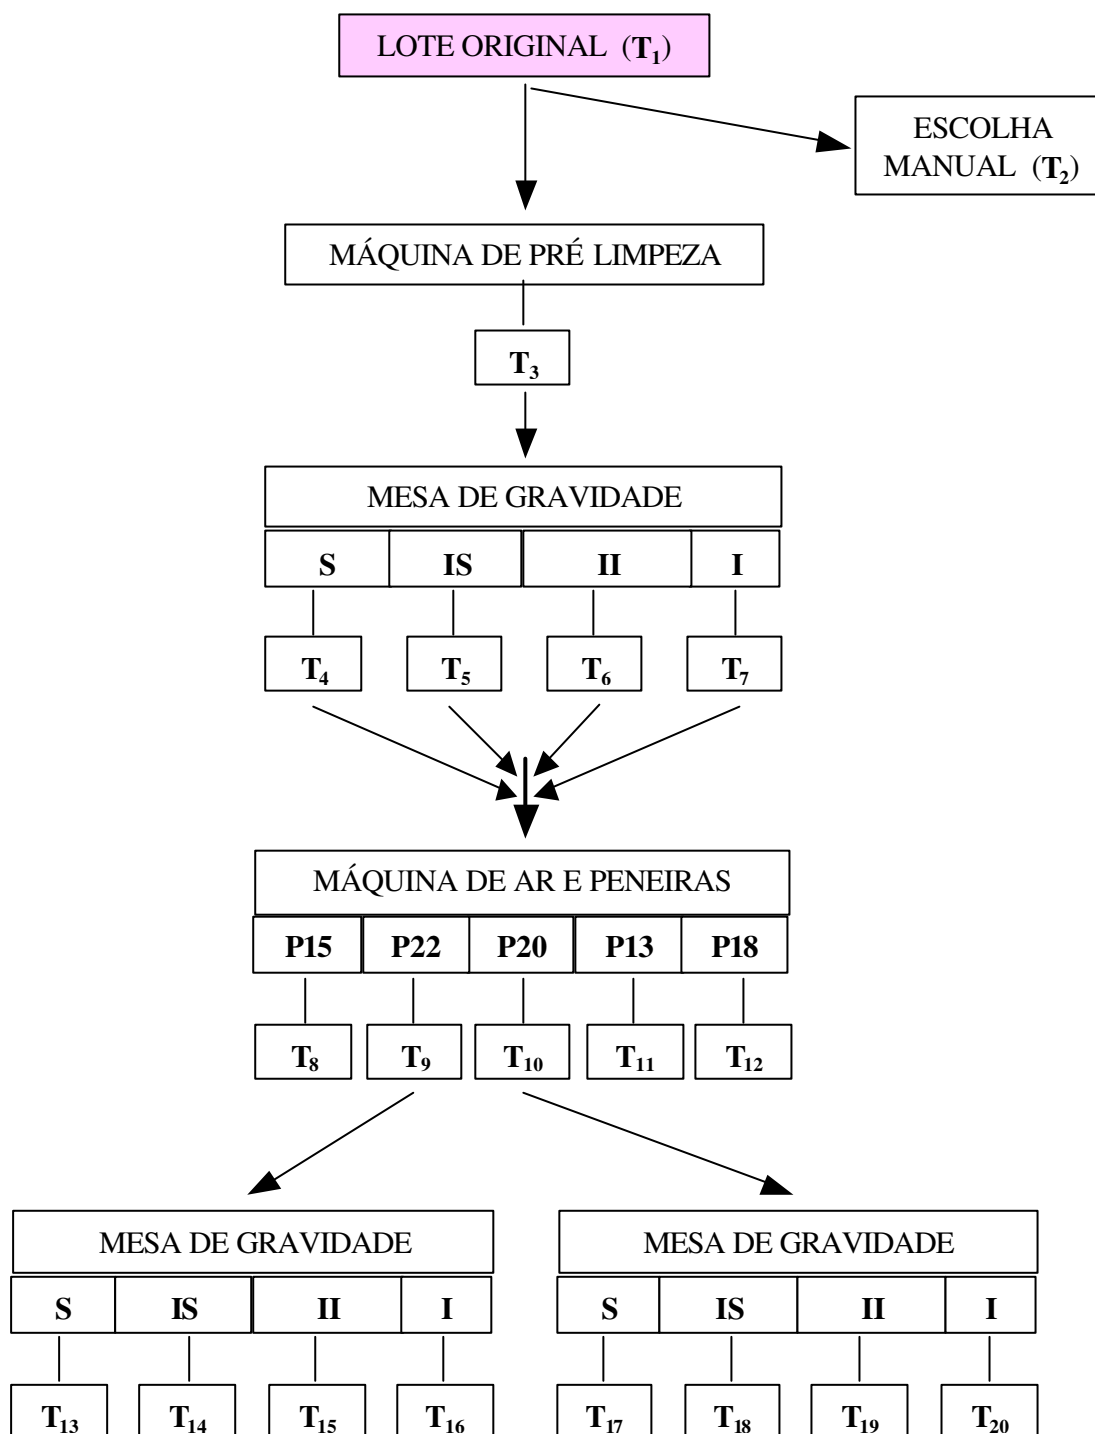 LOTE ORIGINAL (T1)
ESCOLHA
MANUAL (T2)
MÁQUINA DE PRÉ LIMPEZA
T3
MESA DE GRAVIDADE
S IS II I
T4 T5 T6 T7
MÁQUINA DE AR E PENEIRAS
P15 P22 P20 P13 P18
T8 T9 T10 T11 T12
MESA DE GRAVIDADE MESA DE GRAVIDADE
S IS II I S IS II I
T13 T14 T15 T16 T17 T18 T19 T20